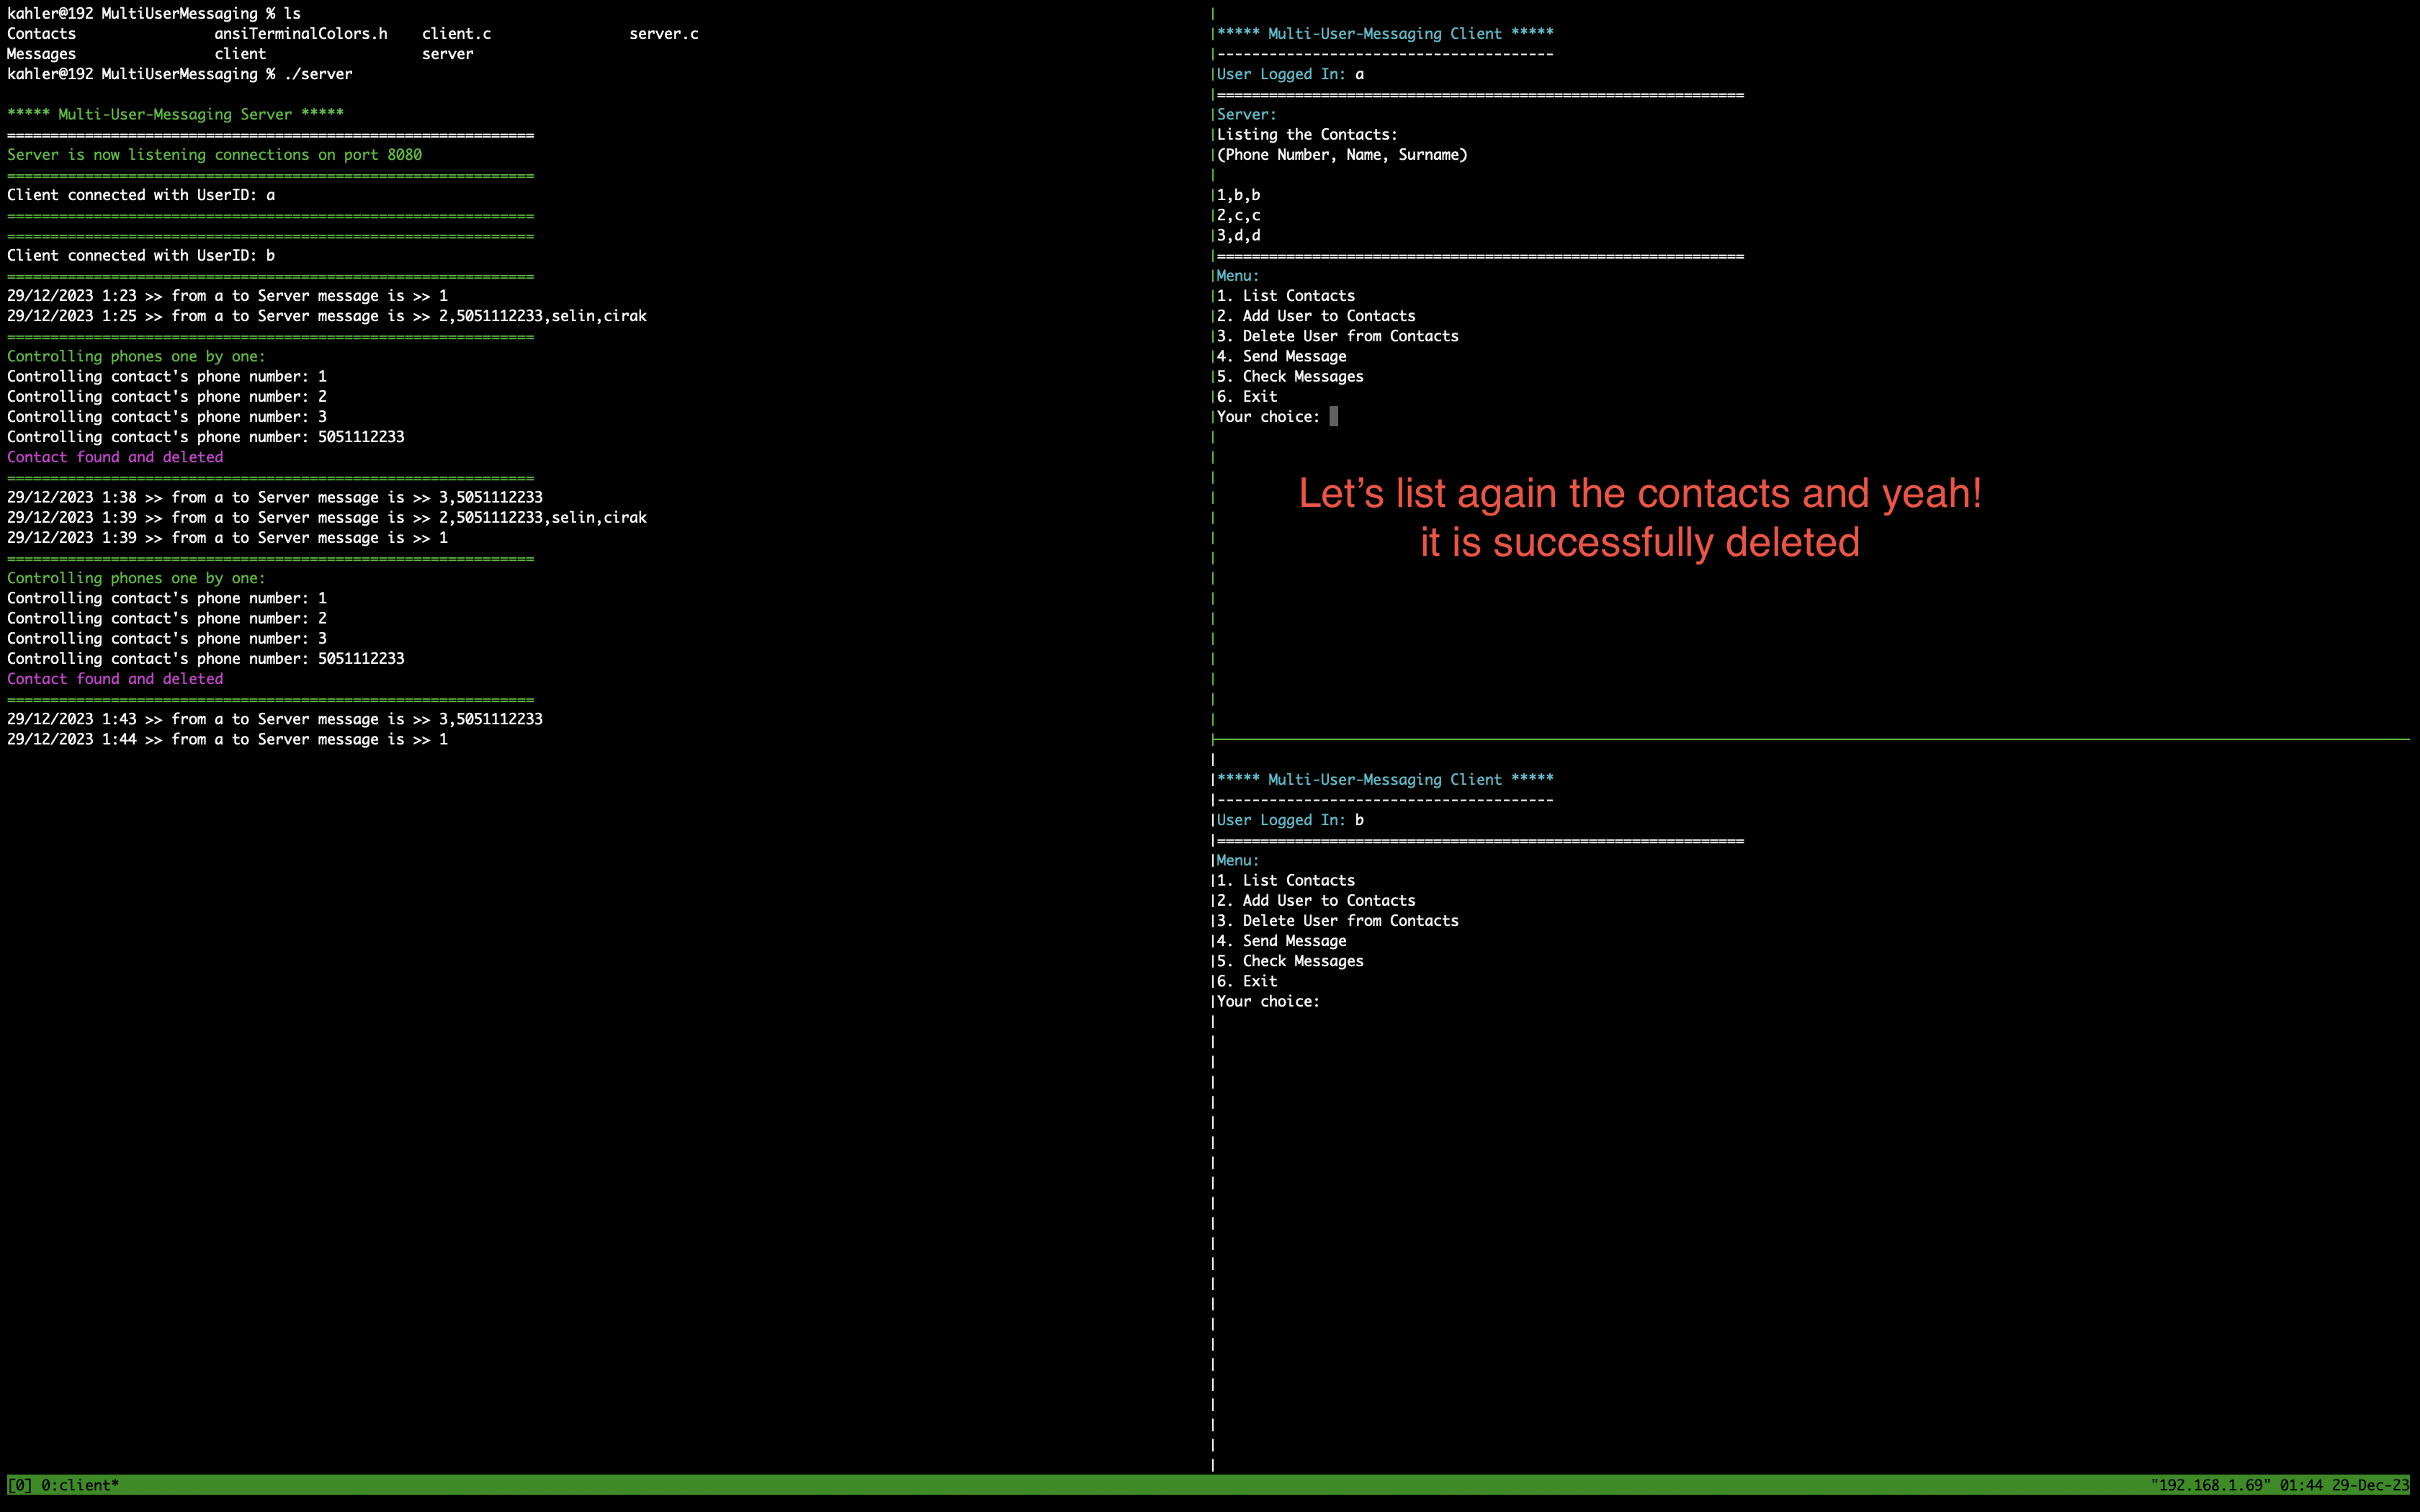 kahler@192 MultiUserMessaging % ls
Contacts ansiTerminalColors.h client.c server.c
Messages client server
kahler@192 MultiUserMessaging % ./server
***** Multi-User-Messaging Server *****
==============================================================
Server is now listening connections on port 8080
==============================================================
Client connected with UserID: a
==============================================================
==============================================================
Client connected with UserID: b
==============================================================
29/12/2023 1:23 >> from a to Server message is >> 1
29/12/2023 1:25 >> from a to Server message is >> 2,5051112233,selin,cirak
==============================================================
Controlling phones one by one:
Controlling contact's phone number: 1
Controlling contact's phone number: 2
Controlling contact's phone number: 3
Controlling contact's phone number: 5051112233
Contact found and deleted
==============================================================
29/12/2023 1:38 >> from a to Server message is >> 3,5051112233
29/12/2023 1:39 >> from a to Server message is >> 2,5051112233,selin,cirak
29/12/2023 1:39 >> from a to Server message is >> 1
==============================================================
Controlling phones one by one:
Controlling contact's phone number: 1
Controlling contact's phone number: 2
Controlling contact's phone number: 3
Controlling contact's phone number: 5051112233
Contact found and deleted
==============================================================
29/12/2023 1:43 >> from a to Server message is >> 3,5051112233
29/12/2023 1:44 >> from a to Server message is >> 1
***** Multi-User-Messaging Client *****
---------------------------------------
User Logged In: a
==============================================================
Server:
Listing the Contacts:
(Phone Number, Name, Surname)
1,b,b
2,c,c
3,d,d
==============================================================
Menu:
1. List Contacts
2. Add User to Contacts
3. Delete User from Contacts
4. Send Message
5. Check Messages
6. Exit
Your choice:
Let's list again the contacts and yeah!
it is successfully deleted
***** Multi-User-Messaging Client *****
---------------------------------------
User Logged In: b
==============================================================
Menu:
1. List Contacts
2. Add User to Contacts
3. Delete User from Contacts
4. Send Message
5. Check Messages
6. Exit
Your choice:
[0] 0:client* "192.168.1.69" 01:44 29-Dec-23